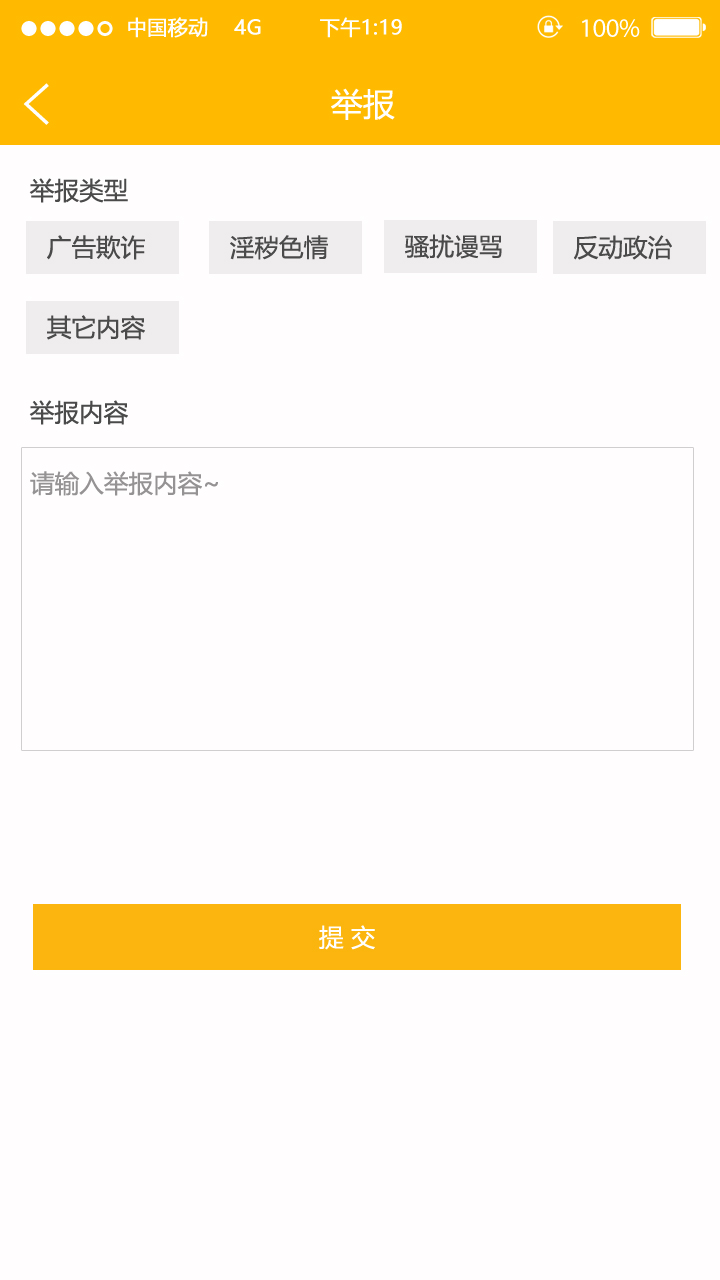 中国移动 4G 下午1:19 100%
举报
举报类型
广告欺诈 淫秽色情 骚扰谩骂 反动政治
其它内容
举报内容
请输入举报内容~
提 交